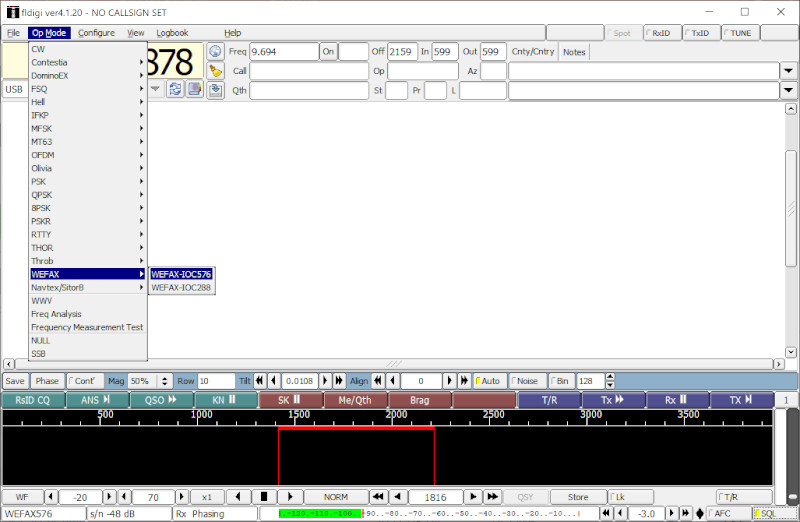 fldigi ver4.1.20 - NO CALLSIGN SET
File Op Mode Configure View Logbook Help Spot RxID TxID TUNE
878 Freq 9.694 On Off 2159 In 599 Out 599 Cnty/Cntry Notes
Call Op Az
USB Qth St Pr L
CW
Contestia
DominoEX
FSQ
Hell
IFKP
MFSK
MT63
OFDM
Olivia
PSK
QPSK
8PSK
PSKR
RTTY
THOR
Throb
WEFAX WEFAX-IOC576
Navtex/SitorB WEFAX-IOC288
WWV
Freq Analysis
Frequency Measurement Test
NULL
SSB
Save Phase Cont' Mag 50% Row 10 Tilt 0.0108 Align 0 Auto Noise Bin 128
RsID CQ ANS QSO KN SK Me/Qth Brag T/R Tx Rx TX 1
500 1000 1500 2000 2500 3000 3500
WF -20 70 x1 NORM 1816 QSY Store Lk T/R
WEFAX576 s/n -48 dB Rx Phasing -120..-110..-100..-90...-80...-70...-60...-50...-40...-30...-20...-10...| -3.0 AFC SQL